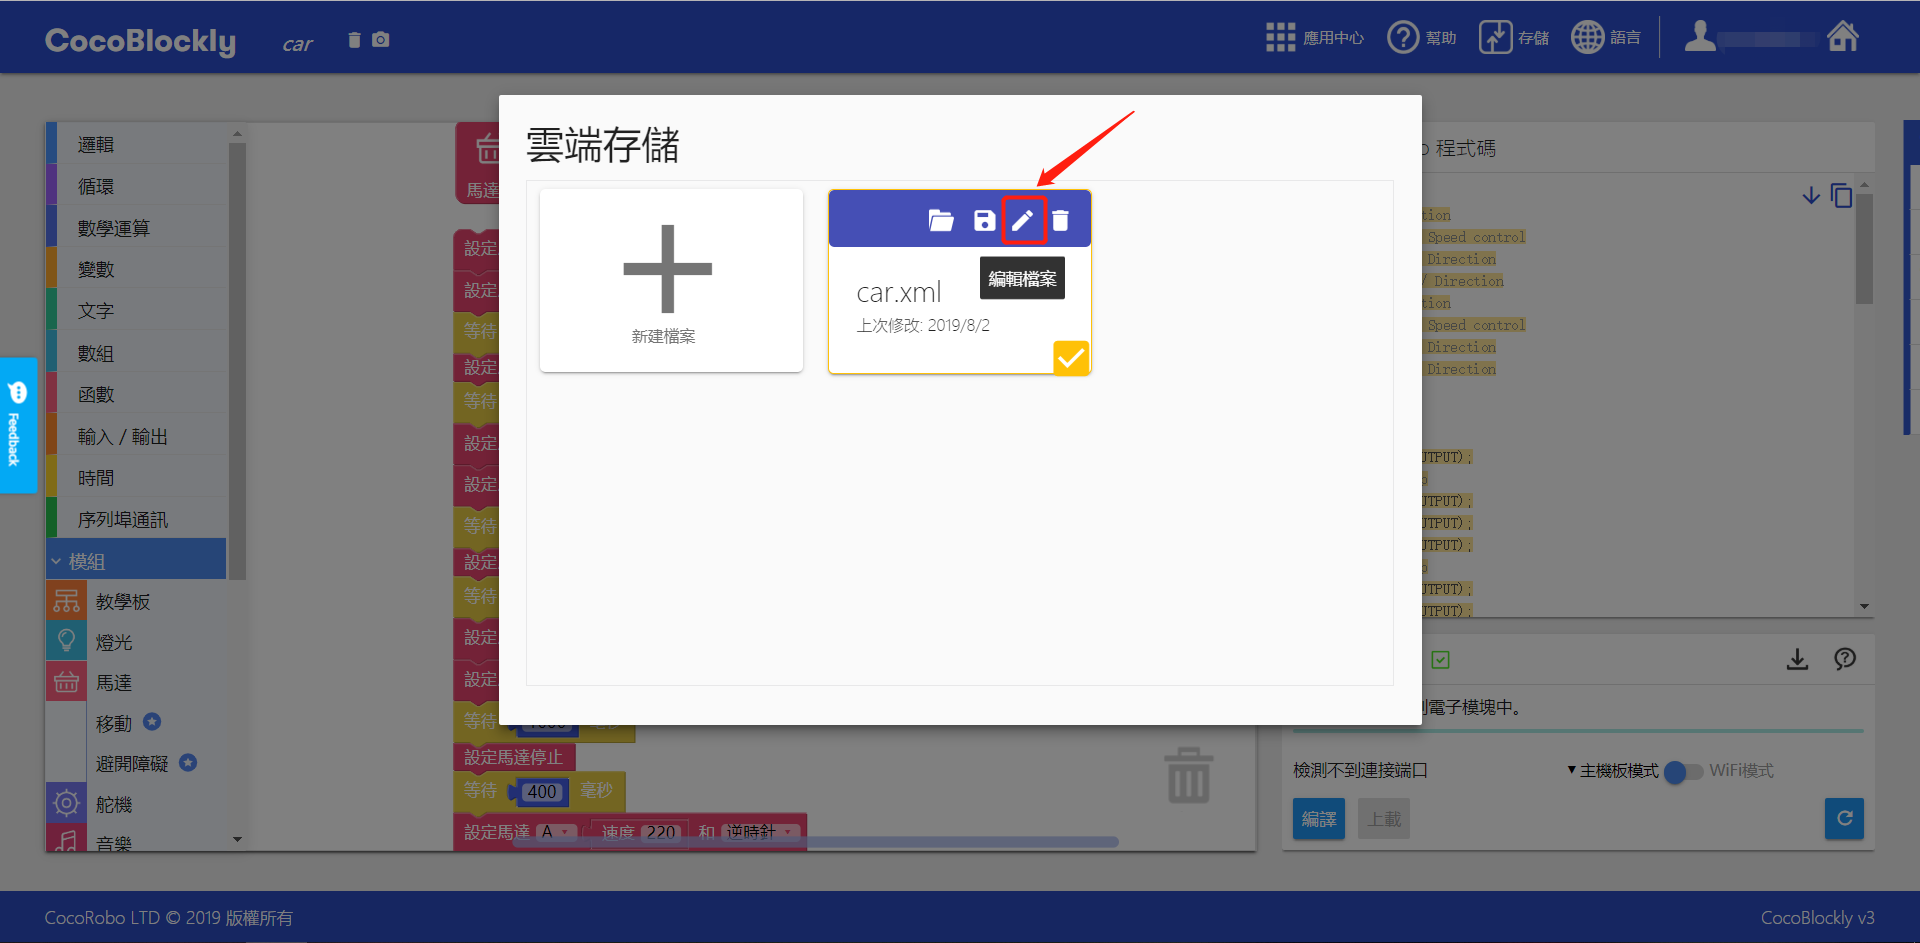 CocoBlockly
car
應用中心
幫助
存儲
語言
邏輯
循環
數學運算
變數
文字
數組
函數
輸入 / 輸出
時間
序列埠通訊
模組
教學板
燈光
馬達
移動
避開障礙
舵機
音樂
Feedback
馬達
設定
設定
等待
設定
等待
設定
設定
等待
設定
等待
設定
設定
等待
毫秒
設定馬達停止
等待 400 毫秒
設定馬達 A 速度 220 和 逆時針
雲端存儲
新建檔案
編輯檔案
car.xml
上次修改: 2019/8/2
程式碼
tion
Speed control
Direction
/ Direction
tion
Speed control
Direction
Direction
UTPUT);
UTPUT);
UTPUT);
UTPUT);
UTPUT);
UTPUT);
電子模塊中。
檢測不到連接端口
主機板模式
WiFi模式
編譯
上載
CocoRobo LTD © 2019 版權所有
CocoBlockly v3